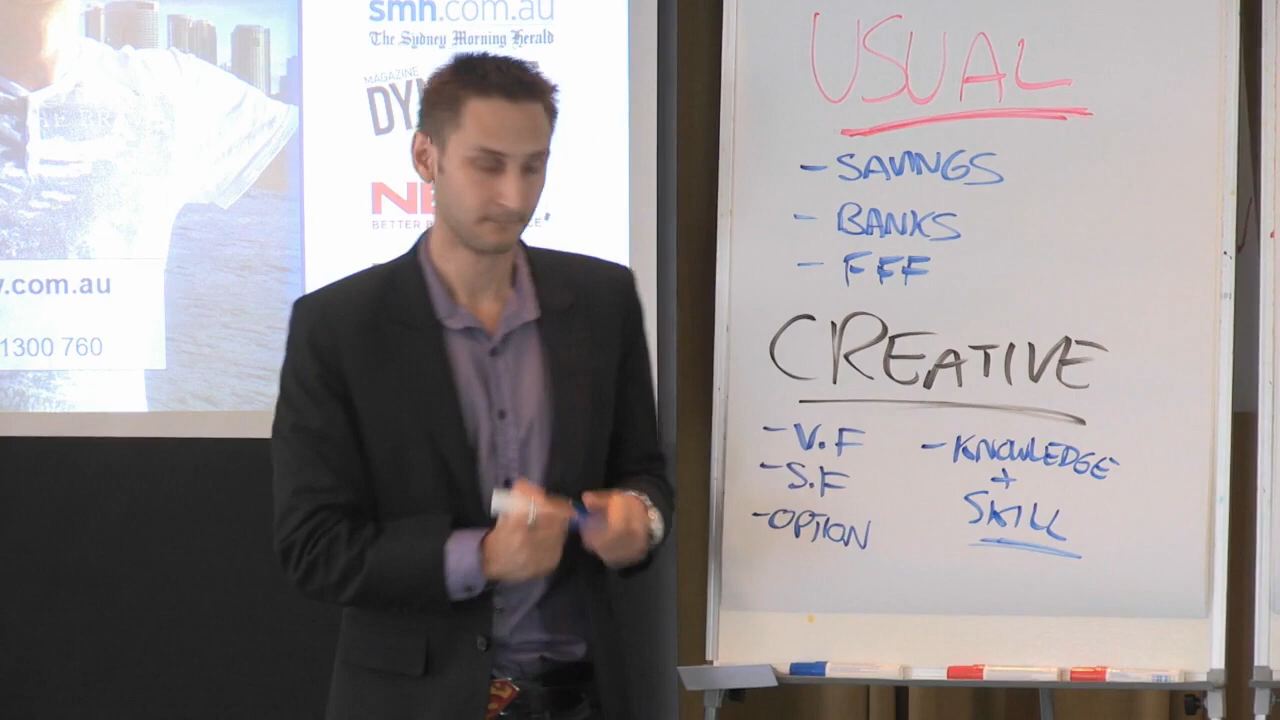 smh.com.au
The Sydney Morning Herald
MAGAZINE
BETTER
y.com.au
1300 760
USUAL
- SAVINGS
- BANKS
- FFF
CREATIVE
- V.F
- S.F
- OPTION
- KNOWLEDGE
+
SKILL